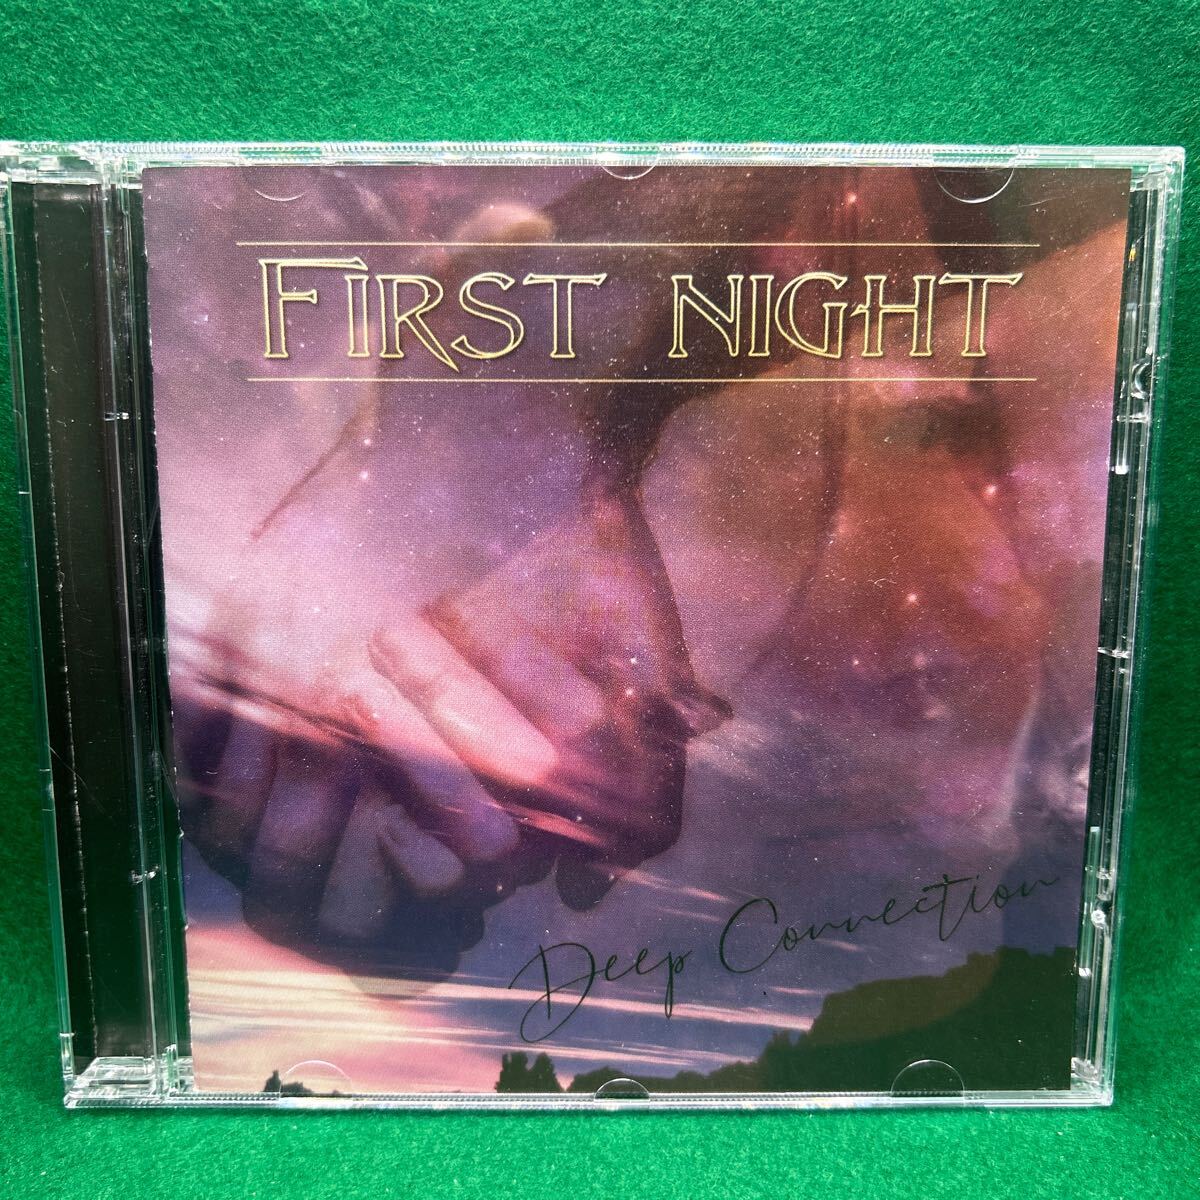 First night
Deep Connection